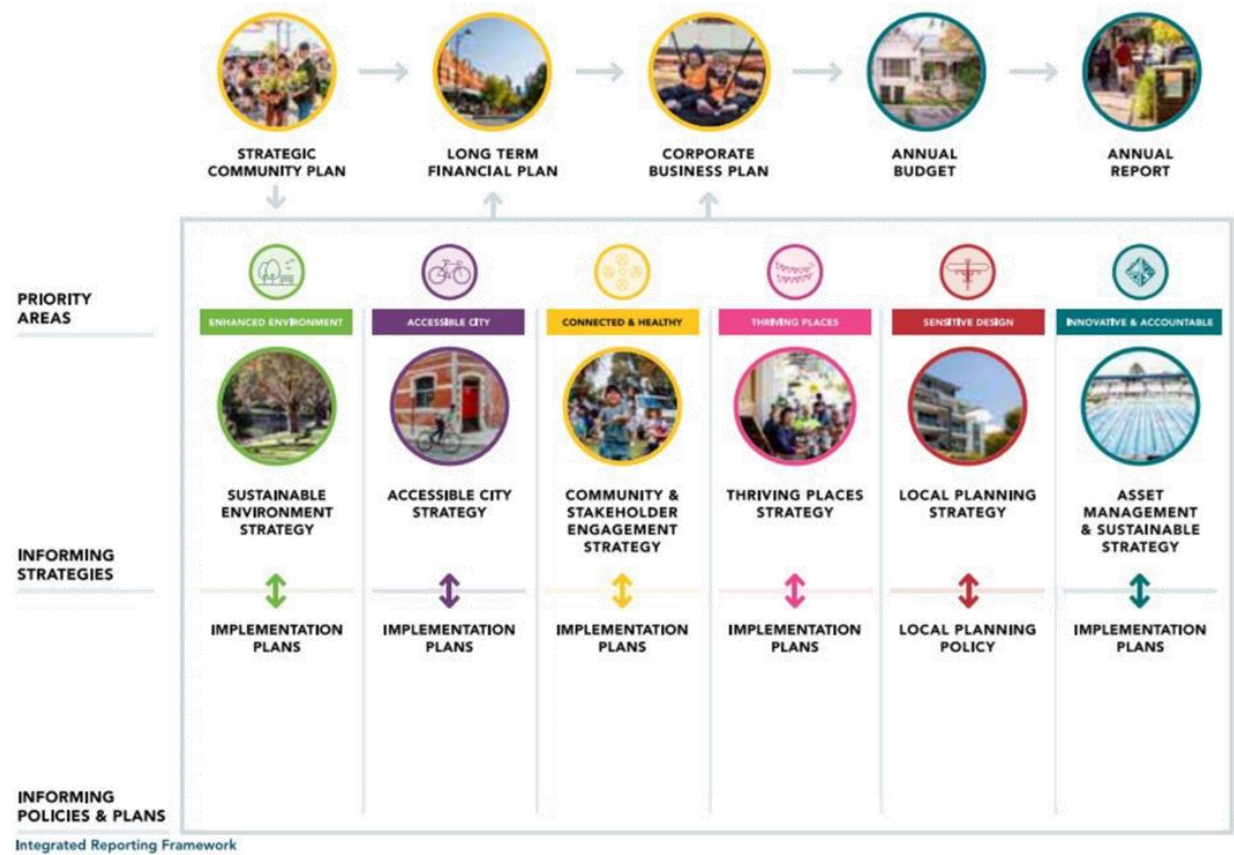 STRATEGIC
COMMUNITY PLAN
LONG TERM
FINANCIAL PLAN
CORPORATE
BUSINESS PLAN
ANNUAL
BUDGET
ANNUAL
REPORT
PRIORITY
AREAS
ENHANCED ENVIRONMENT
ACCESSIBLE CITY
CONNECTED & HEALTHY
THRIVING PLACES
SENSITIVE DESIGN
INNOVATIVE & ACCOUNTABLE
SUSTAINABLE
ENVIRONMENT
STRATEGY
ACCESSIBLE CITY
STRATEGY
COMMUNITY &
STAKEHOLDER
ENGAGEMENT
STRATEGY
THRIVING PLACES
STRATEGY
LOCAL PLANNING
STRATEGY
ASSET
MANAGEMENT
& SUSTAINABLE
STRATEGY
INFORMING
STRATEGIES
IMPLEMENTATION
PLANS
IMPLEMENTATION
PLANS
IMPLEMENTATION
PLANS
IMPLEMENTATION
PLANS
LOCAL PLANNING
POLICY
IMPLEMENTATION
PLANS
INFORMING
POLICIES & PLANS
Integrated Reporting Framework